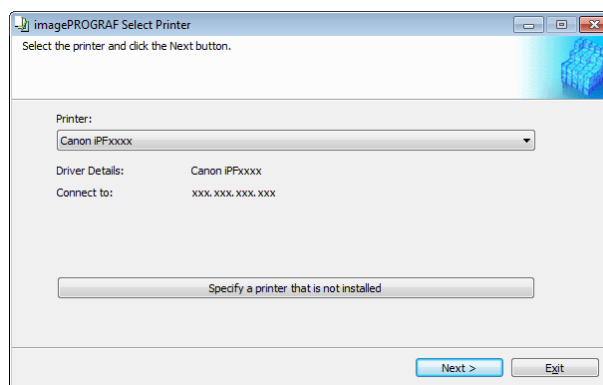 imagePROGRAF Select Printer
Select the printer and click the Next button.
Printer:
Canon iPFxxxx
Driver Details: Canon iPFxxxx
Connect to: xxx. xxx. xxx. xxx
Specify a printer that is not installed
Next > Exit